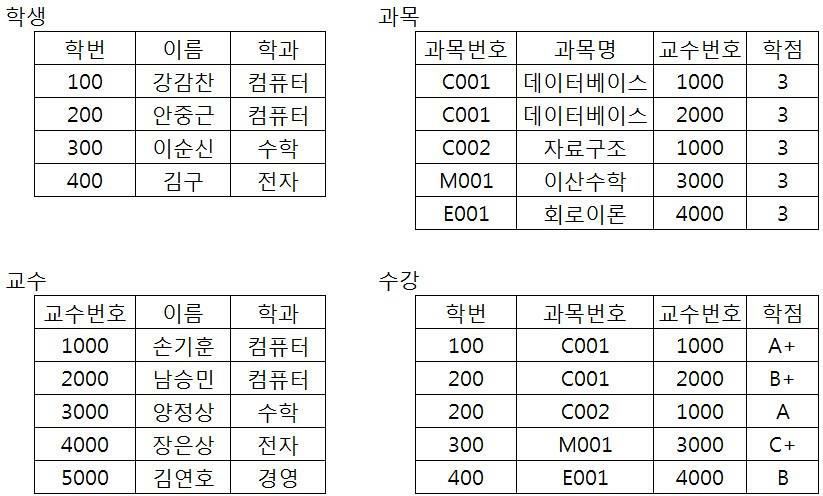 학생
학번 이름 학과
100 강감찬 컴퓨터
200 안중근 컴퓨터
300 이순신 수학
400 김구 전자
과목
과목번호 과목명 교수번호 학점
C001 데이터베이스 1000 3
C001 데이터베이스 2000 3
C002 자료구조 1000 3
M001 이산수학 3000 3
E001 회로이론 4000 3
교수
교수번호 이름 학과
1000 손기훈 컴퓨터
2000 남승민 컴퓨터
3000 양정상 수학
4000 장은상 전자
5000 김연호 경영
수강
학번 과목번호 교수번호 학점
100 C001 1000 A+
200 C001 2000 B+
200 C002 1000 A
300 M001 3000 C+
400 E001 4000 B